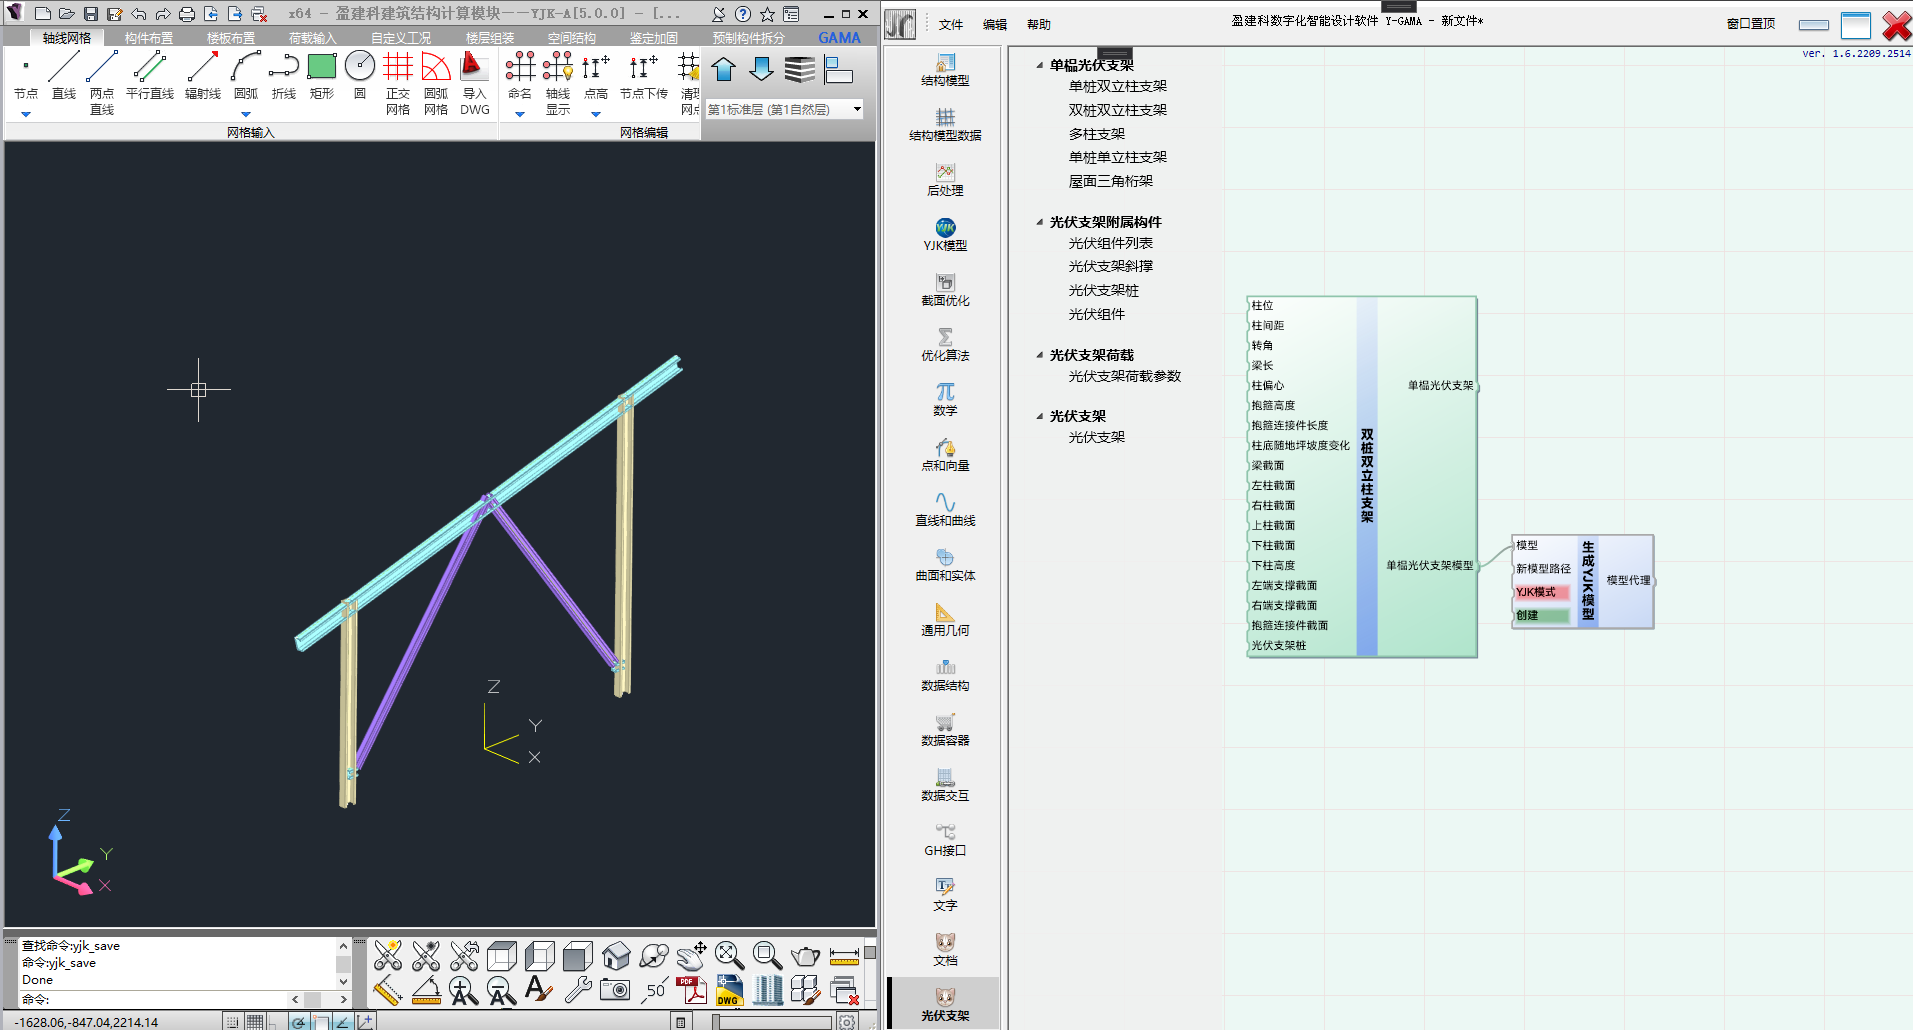 x64 - 盈建科建筑结构计算模块——YJK-A[5.0.0] - [...
轴线网格 构件布置 楼板布置 荷载输入 自定义工况 楼层组装 空间结构 鉴定加固 预制构件拆分 GAMA
节点 直线 两点直线 平行直线 辐射线 圆弧 折线 矩形 圆 正交网格 圆弧网格 导入DWG 命名 轴线显示 点高 节点下传
网格输入 网格编辑
第1标准层 (第1自然层)
Z
Y
X
Z
Y
X
查找命令:yjk_save
命令:yjk_save
Done
命令:
50
PDF
DWG
-1628.06,-847.04,2214.14
文件 编辑 帮助
盈建科数字化智能设计软件 Y-GAMA - 新文件*
窗口置顶
ver. 1.6.2209.2514
结构模型
结构模型数据
后处理
YJK
YJK模型
截面优化
优化算法
数学
点和向量
直线和曲线
曲面和实体
通用几何
数据结构
数据容器
数据交互
GH接口
文字
文档
光伏支架
单榀光伏支架
单桩双立柱支架
双桩双立柱支架
多柱支架
单桩单立柱支架
屋面三角桁架
光伏支架附属构件
光伏组件列表
光伏支架斜撑
光伏支架桩
光伏组件
光伏支架荷载
光伏支架荷载参数
光伏支架
光伏支架
柱位
柱间距
转角
梁长
柱偏心
抱箍高度
抱箍连接件长度
柱底随地坪坡度变化
梁截面
左柱截面
右柱截面
上柱截面
下柱截面
下柱高度
左端支撑截面
右端支撑截面
抱箍连接件截面
光伏支架桩
双桩双立柱支架
单榀光伏支架
单榀光伏支架模型
模型
新模型路径
YJK模式
创建
生成YJK模型
模型代理